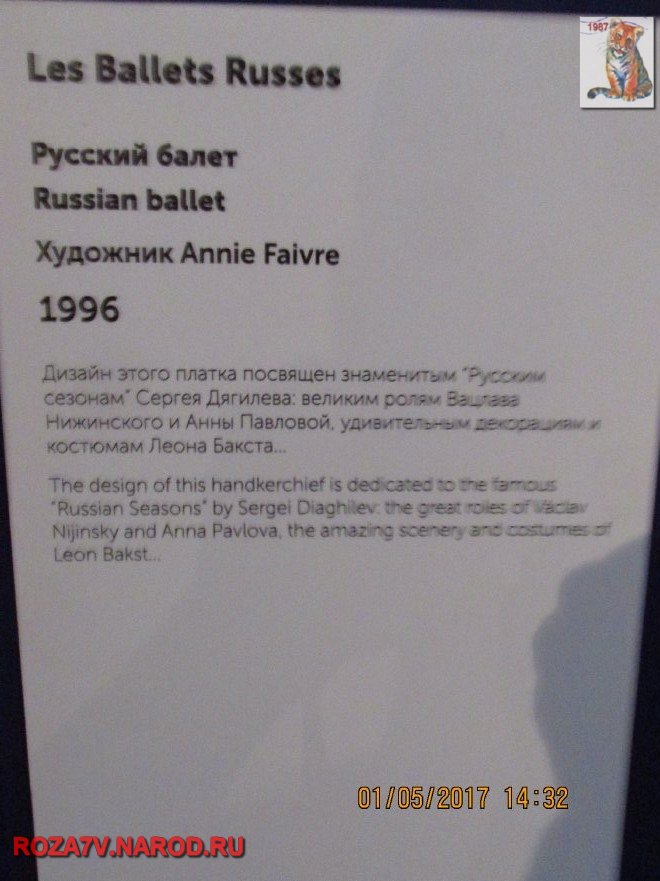 1987
Les Ballets Russes
Русский балет
Russian ballet
Художник Annie Faivre
1996
Дизайн этого платка посвящен знаменитым "Русским
сезонам" Сергея Дягилева: великим ролям Вацлава
Нижинского и Анны Павловой, удивительным декорациям и
костюмам Леона Бакста...
The design of this handkerchief is dedicated to the famous
"Russian Seasons" by Sergei Diaghilev: the great roles of Václav
Nijinsky and Anna Pavlova, the amazing scenery and costumes of
Leon Bakst...
01/05/2017 14:32
ROZA7V.NAROD.RU